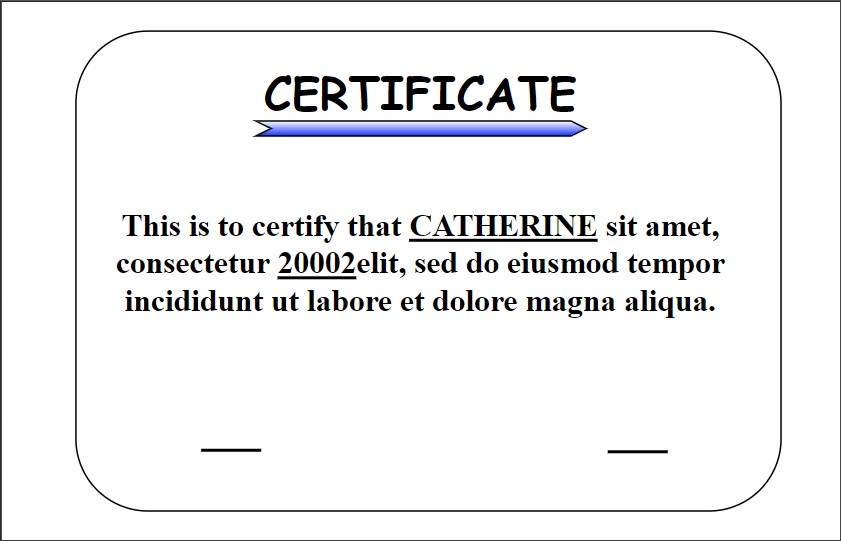 CERTIFICATE
This is to certify that CATHERINE sit amet,
consectetur 20002elit, sed do eiusmod tempor
incididunt ut labore et dolore magna aliqua.